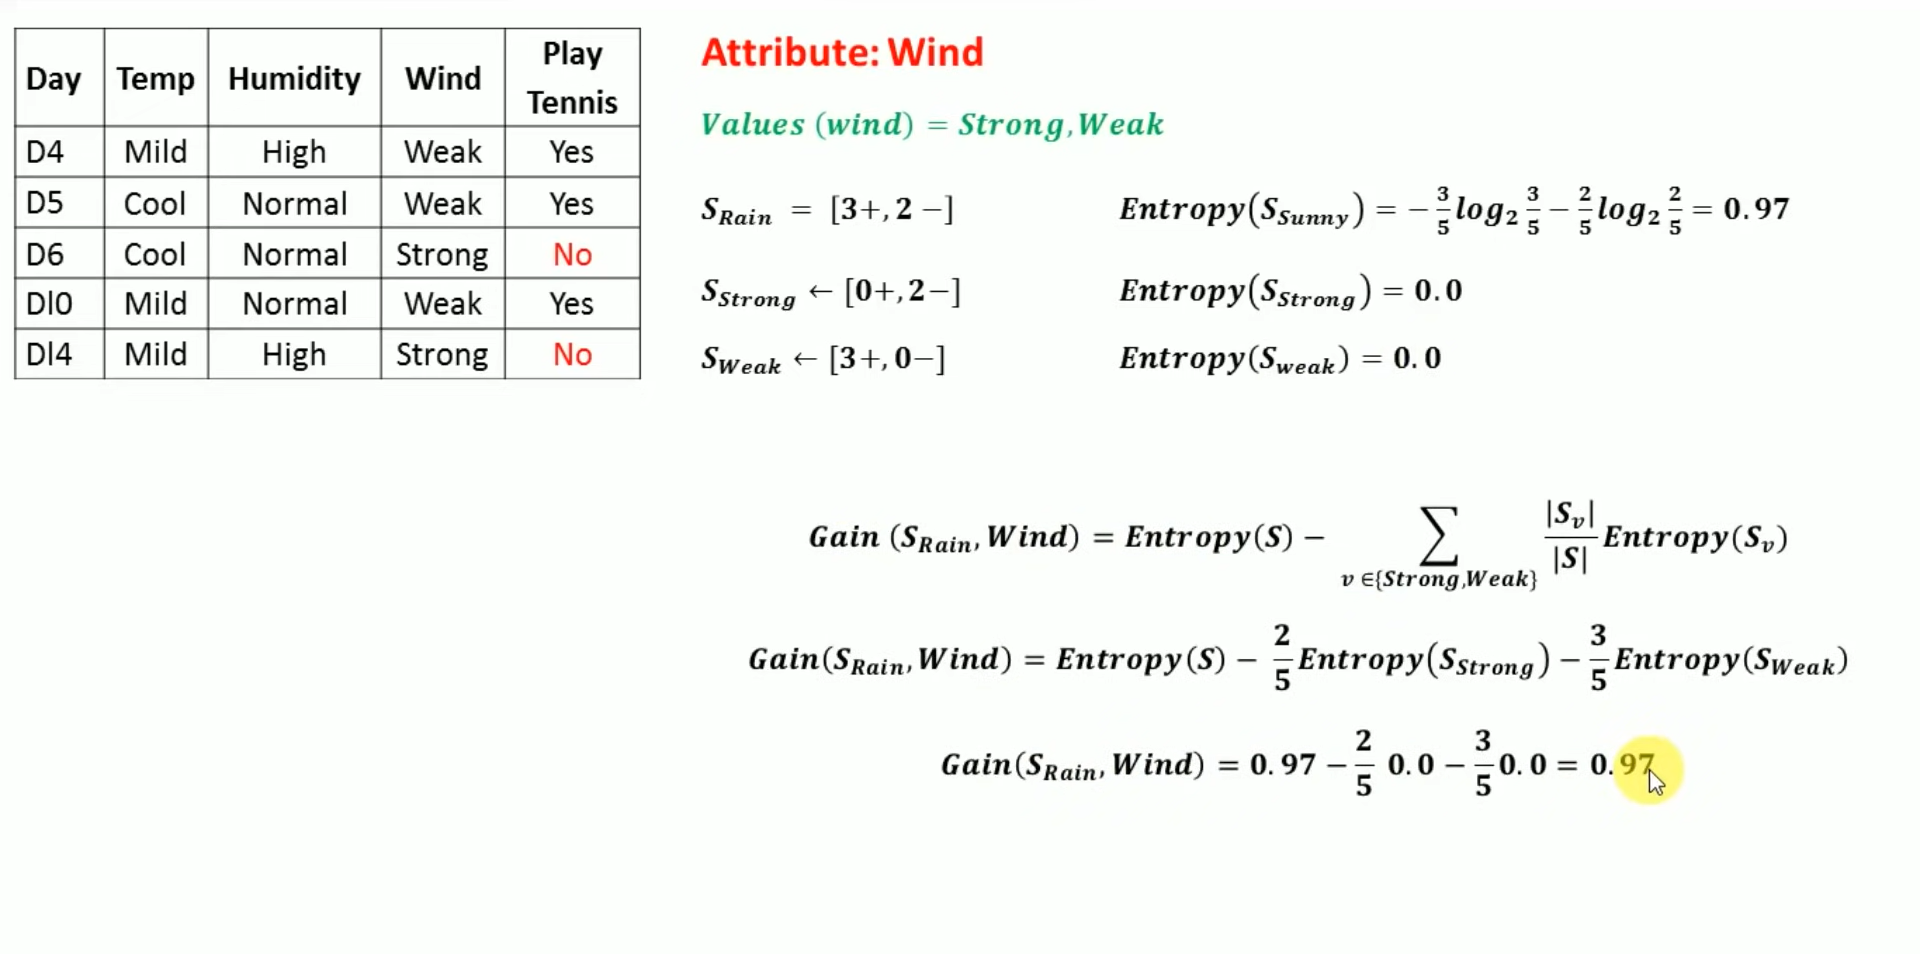 Day Temp Humidity Wind Play Tennis
D4 Mild High Weak Yes
D5 Cool Normal Weak Yes
D6 Cool Normal Strong No
Dl0 Mild Normal Weak Yes
Dl4 Mild High Strong No
Attribute: Wind
Values (wind) = Strong, Weak
S_Rain = [3+, 2 −] Entropy(S_Sunny) = − 3/5 log₂ 3/5 − 2/5 log₂ 2/5 = 0.97
S_Strong ← [0+, 2−] Entropy(S_Strong) = 0.0
S_Weak ← [3+, 0−] Entropy(S_weak) = 0.0
Gain (S_Rain, Wind) = Entropy(S) − ∑ v ∈{Strong,Weak} |S_v|/|S| Entropy(S_v)
Gain(S_Rain, Wind) = Entropy(S) − 2/5 Entropy(S_Strong) − 3/5 Entropy(S_Weak)
Gain(S_Rain, Wind) = 0.97 − 2/5 0.0 − 3/5 0.0 = 0.97